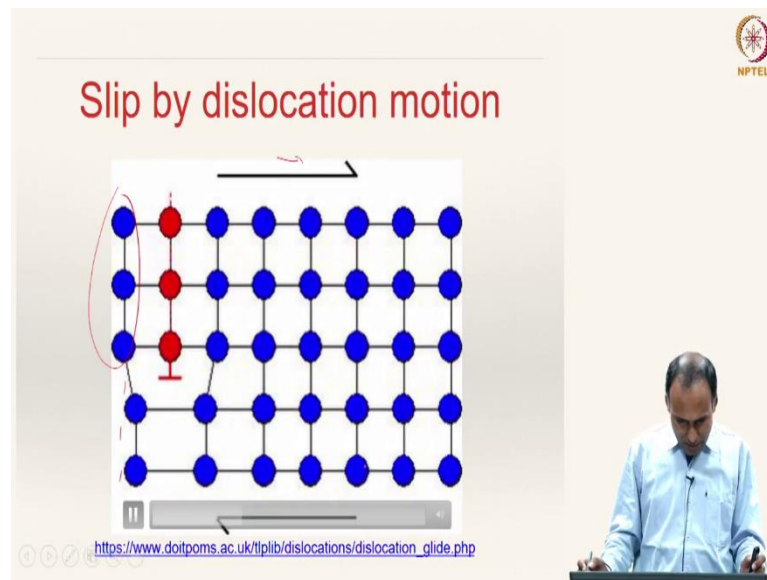 NPTEL
Slip by dislocation motion
https://www.doitpoms.ac.uk/tlplib/dislocations/dislocation_glide.php